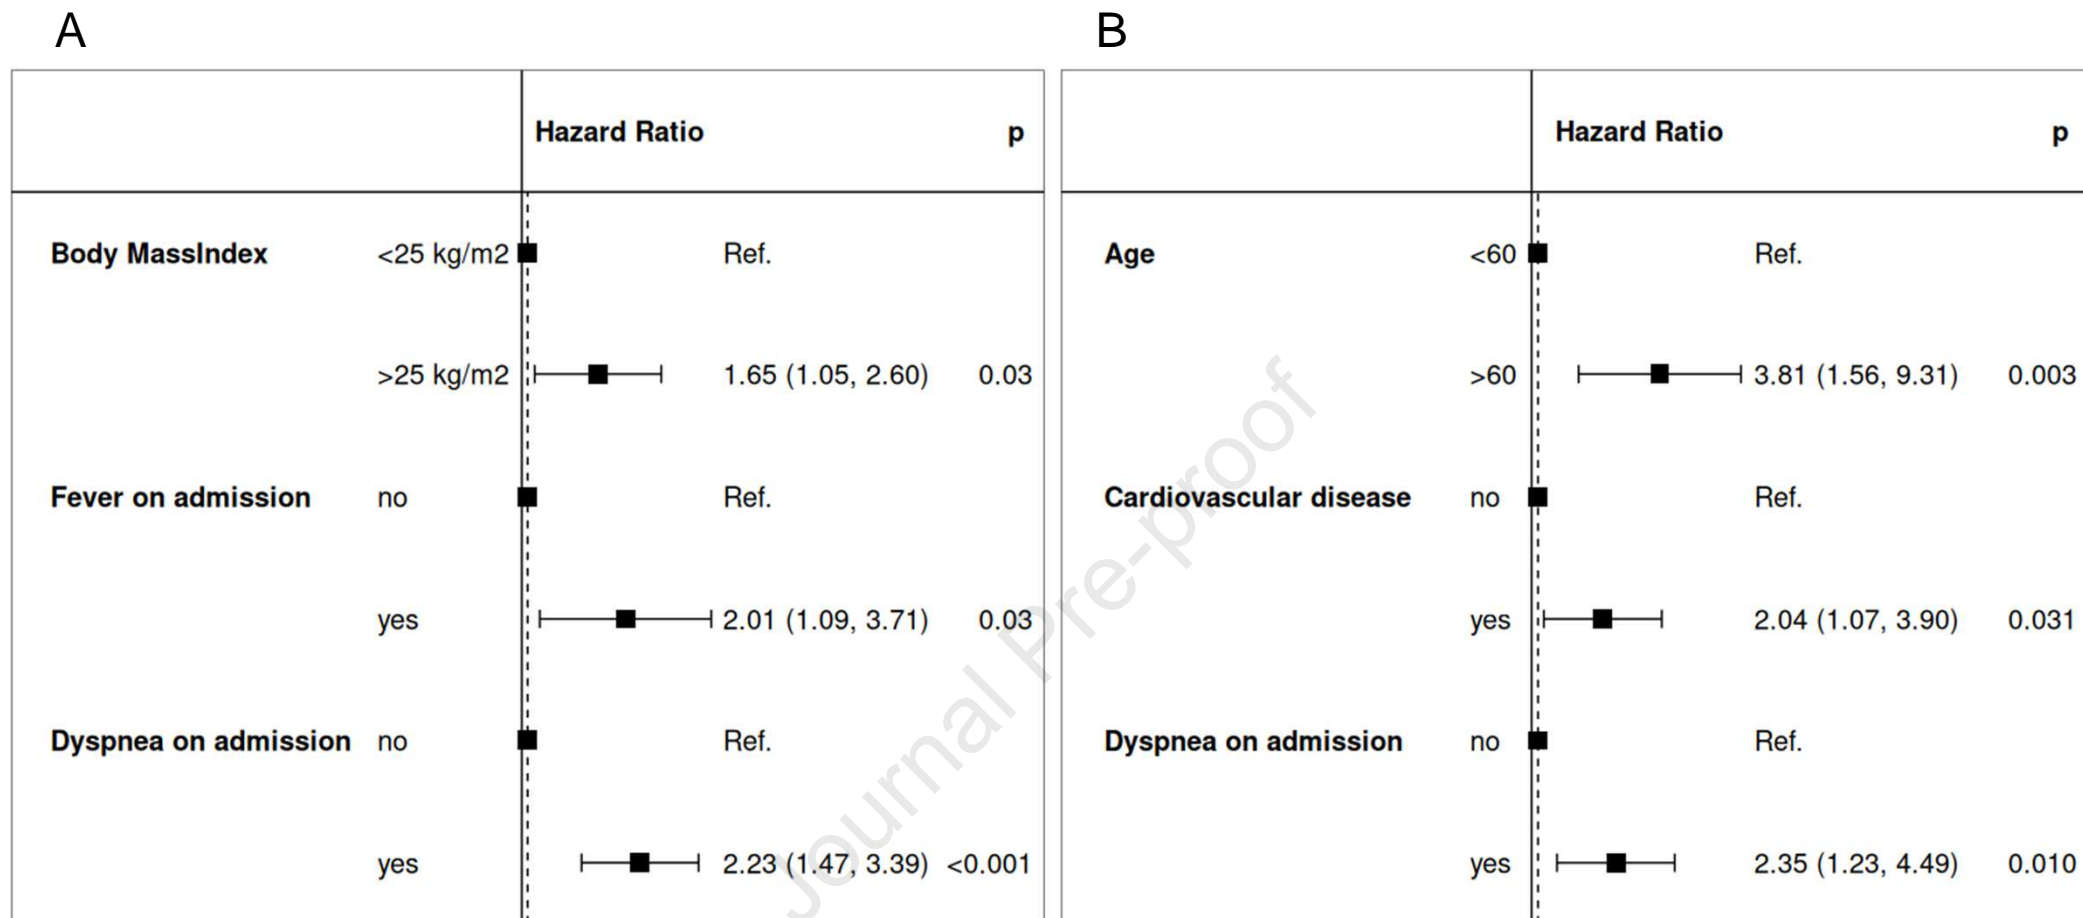 A
Hazard Ratio p
Body MassIndex <25 kg/m2 Ref.
>25 kg/m2 1.65 (1.05, 2.60) 0.03
Fever on admission no Ref.
yes 2.01 (1.09, 3.71) 0.03
Dyspnea on admission no Ref.
yes 2.23 (1.47, 3.39) <0.001
B
Hazard Ratio p
Age <60 Ref.
>60 3.81 (1.56, 9.31) 0.003
Cardiovascular disease no Ref.
yes 2.04 (1.07, 3.90) 0.031
Dyspnea on admission no Ref.
yes 2.35 (1.23, 4.49) 0.010
Journal Pre-proof